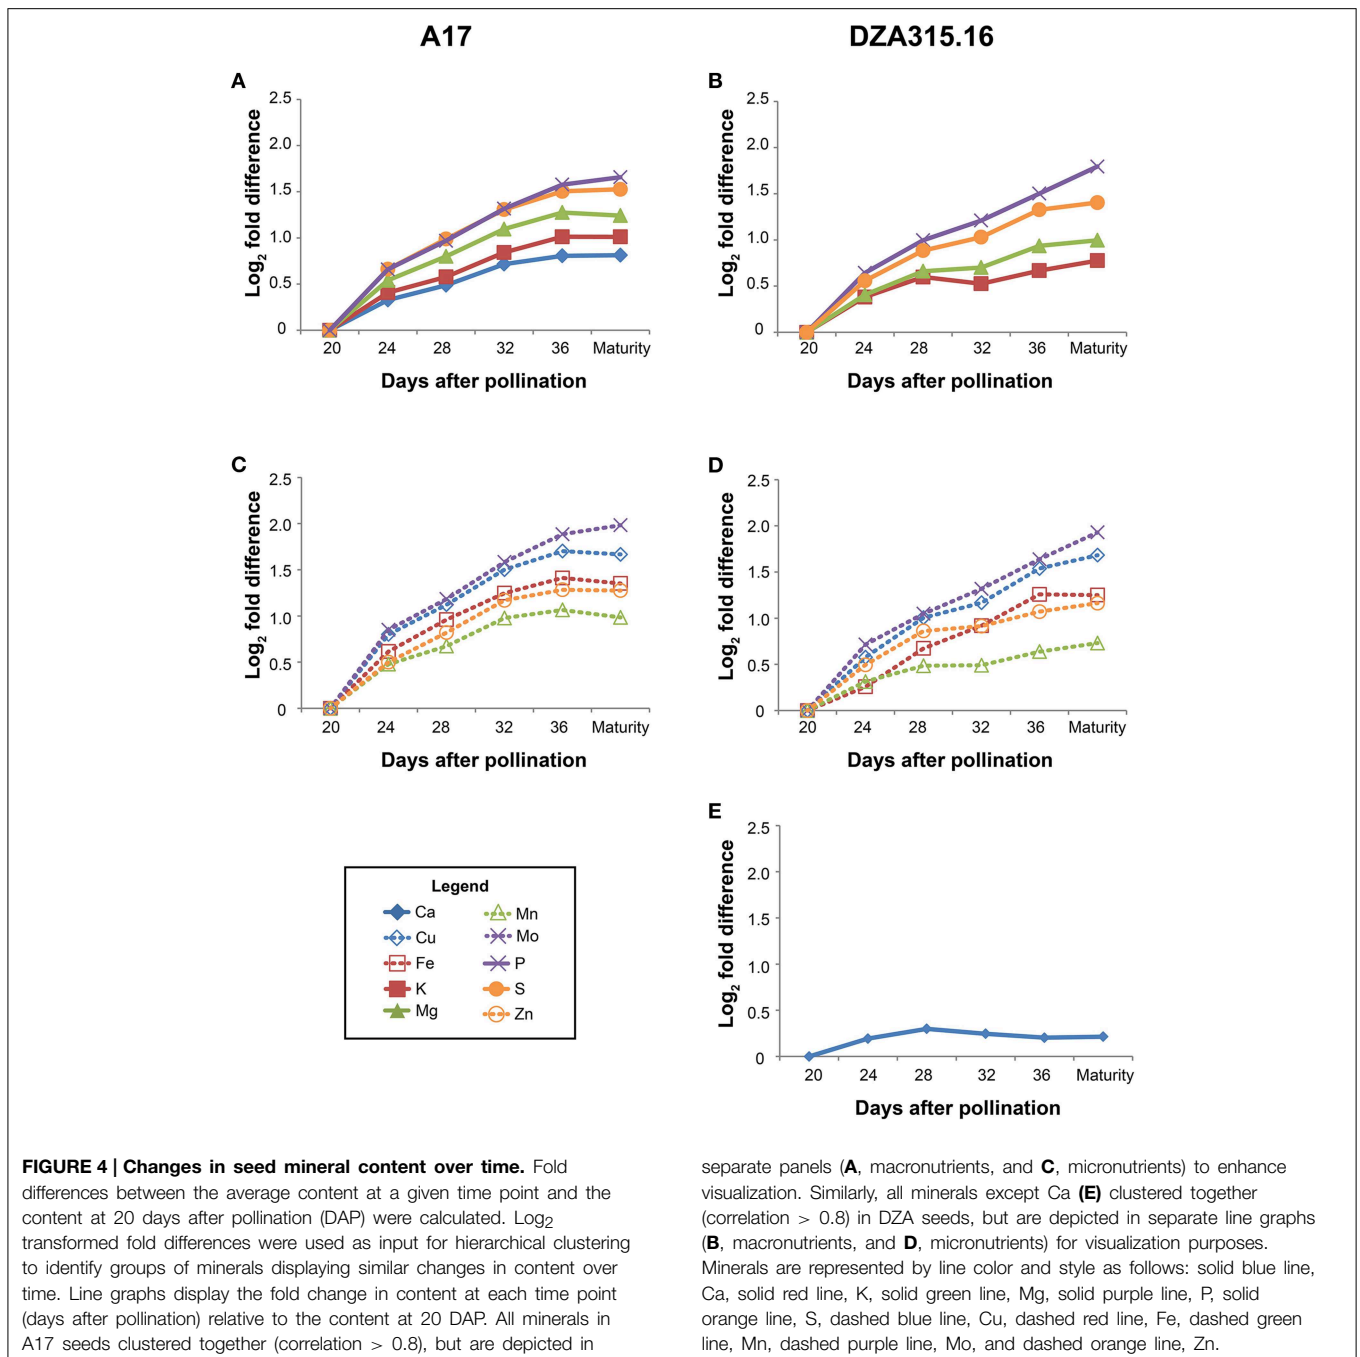 A17
DZA315.16
A
Log2 fold difference
2.5
2.0
1.5
1.0
0.5
0
20 24 28 32 36 Maturity
Days after pollination
B
Log2 fold difference
2.5
2.0
1.5
1.0
0.5
0
20 24 28 32 36 Maturity
Days after pollination
C
Log2 fold difference
2.5
2.0
1.5
1.0
0.5
0
20 24 28 32 36 Maturity
Days after pollination
D
Log2 fold difference
2.5
2.0
1.5
1.0
0.5
0
20 24 28 32 36 Maturity
Days after pollination
E
Log2 fold difference
2.5
2.0
1.5
1.0
0.5
0
20 24 28 32 36 Maturity
Days after pollination
Legend
Ca
Cu
Fe
K
Mg
Mn
Mo
P
S
Zn
FIGURE 4 | Changes in seed mineral content over time. Fold
differences between the average content at a given time point and the
content at 20 days after pollination (DAP) were calculated. Log2
transformed fold differences were used as input for hierarchical clustering
to identify groups of minerals displaying similar changes in content over
time. Line graphs display the fold change in content at each time point
(days after pollination) relative to the content at 20 DAP. All minerals in
A17 seeds clustered together (correlation > 0.8), but are depicted in
separate panels (A, macronutrients, and C, micronutrients) to enhance
visualization. Similarly, all minerals except Ca (E) clustered together
(correlation > 0.8) in DZA seeds, but are depicted in separate line graphs
(B, macronutrients, and D, micronutrients) for visualization purposes.
Minerals are represented by line color and style as follows: solid blue line,
Ca, solid red line, K, solid green line, Mg, solid purple line, P, solid
orange line, S, dashed blue line, Cu, dashed red line, Fe, dashed green
line, Mn, dashed purple line, Mo, and dashed orange line, Zn.